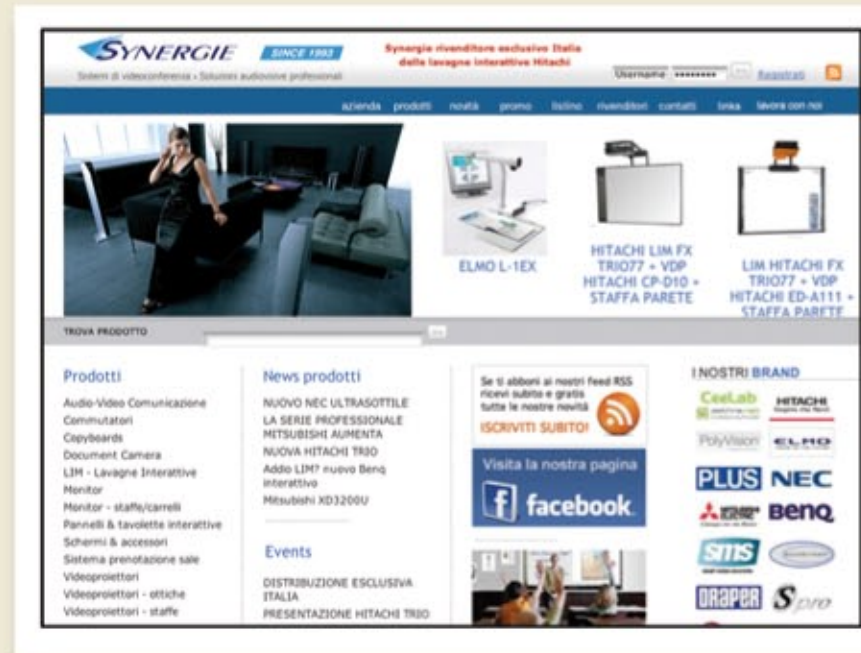 SYNERGIE
SINCE 1993
Synergie rivenditore esclusivo Italia
delle lavagne interattive Hitachi
Sistemi di videoconferenza • Soluzioni audiovisive professionali
Username
Registrati
azienda prodotti novità promo listino rivenditori contatti links lavora con noi
ELMO L-1EX
HITACHI LIM FX
TRIO77 + VDP
HITACHI CP-D10 +
STAFFA PARETE
LIM HITACHI FX
TRIO77 + VDP
HITACHI ED-A111 +
STAFFA PARETE
TROVA PRODOTTO
Prodotti
Audio-Video Comunicazione
Commutatori
Copyboards
Document Camera
LIM - Lavagne Interattive
Monitor
Monitor - staffe/carrelli
Pannelli & tavolette interattive
Schermi & accessori
Sistema prenotazione sale
Videoproiettori
Videoproiettori - ottiche
Videoproiettori - staffe
News prodotti
NUOVO NEC ULTRASOTTILE
LA SERIE PROFESSIONALE
MITSUBISHI AUMENTA
NUOVA HITACHI TRIO
Addio LIM? nuovo Benq
interattivo
Mitsubishi XD3200U
Events
DISTRIBUZIONE ESCLUSIVA
ITALIA
PRESENTAZIONE HITACHI TRIO
Se ti abboni ai nostri feed RSS
ricevi subito e gratis
tutte le nostre novità
ISCRIVITI SUBITO!
Visita la nostra pagina
facebook
I NOSTRI BRAND
CeeLab
HITACHI
Inspire the Next
PolyVision
ELMO
PLUS
NEC
MITSUBISHI
ELECTRIC
BenQ
sms
DRAPER
Spro